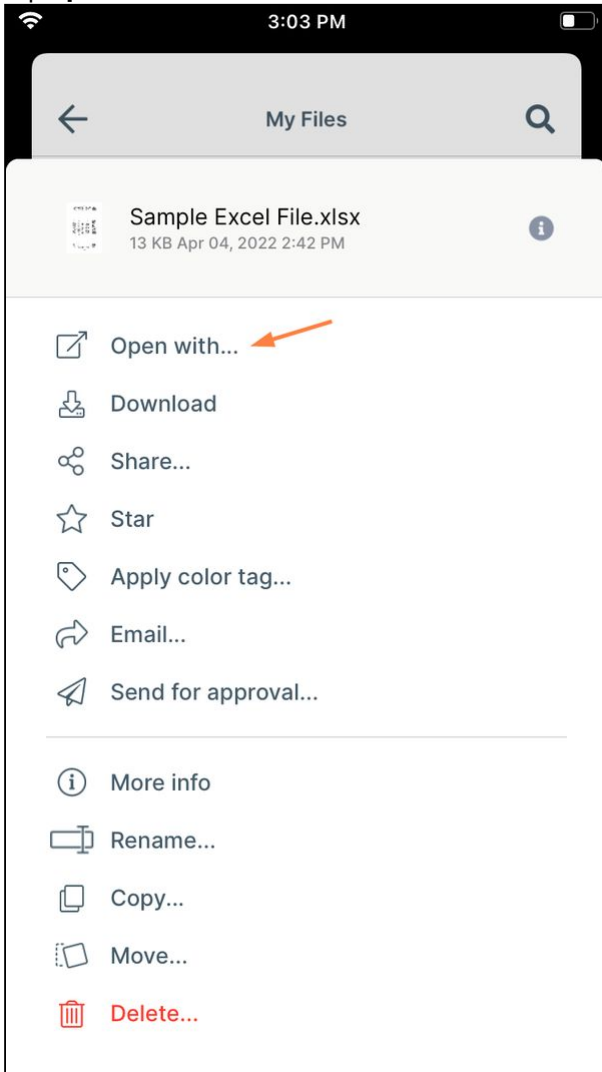 3:03 PM
My Files
Sample Excel File.xlsx
13 KB Apr 04, 2022 2:42 PM
Open with...
Download
Share...
Star
Apply color tag...
Email...
Send for approval...
More info
Rename...
Copy...
Move...
Delete...